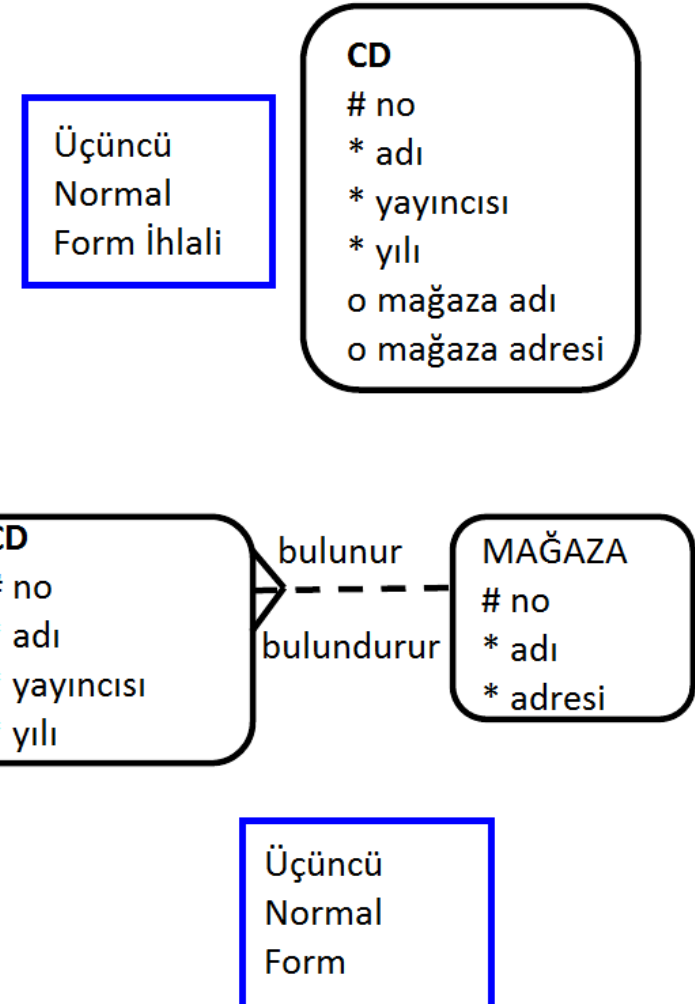 CD
# no
* adı
* yayıncısı
* yılı
o mağaza adı
o mağaza adresi
Üçüncü
Normal
Form İhlali
CD
# no
* adı
* yayıncısı
* yılı
bulunur
bulundurur
MAĞAZA
# no
* adı
* adresi
Üçüncü
Normal
Form